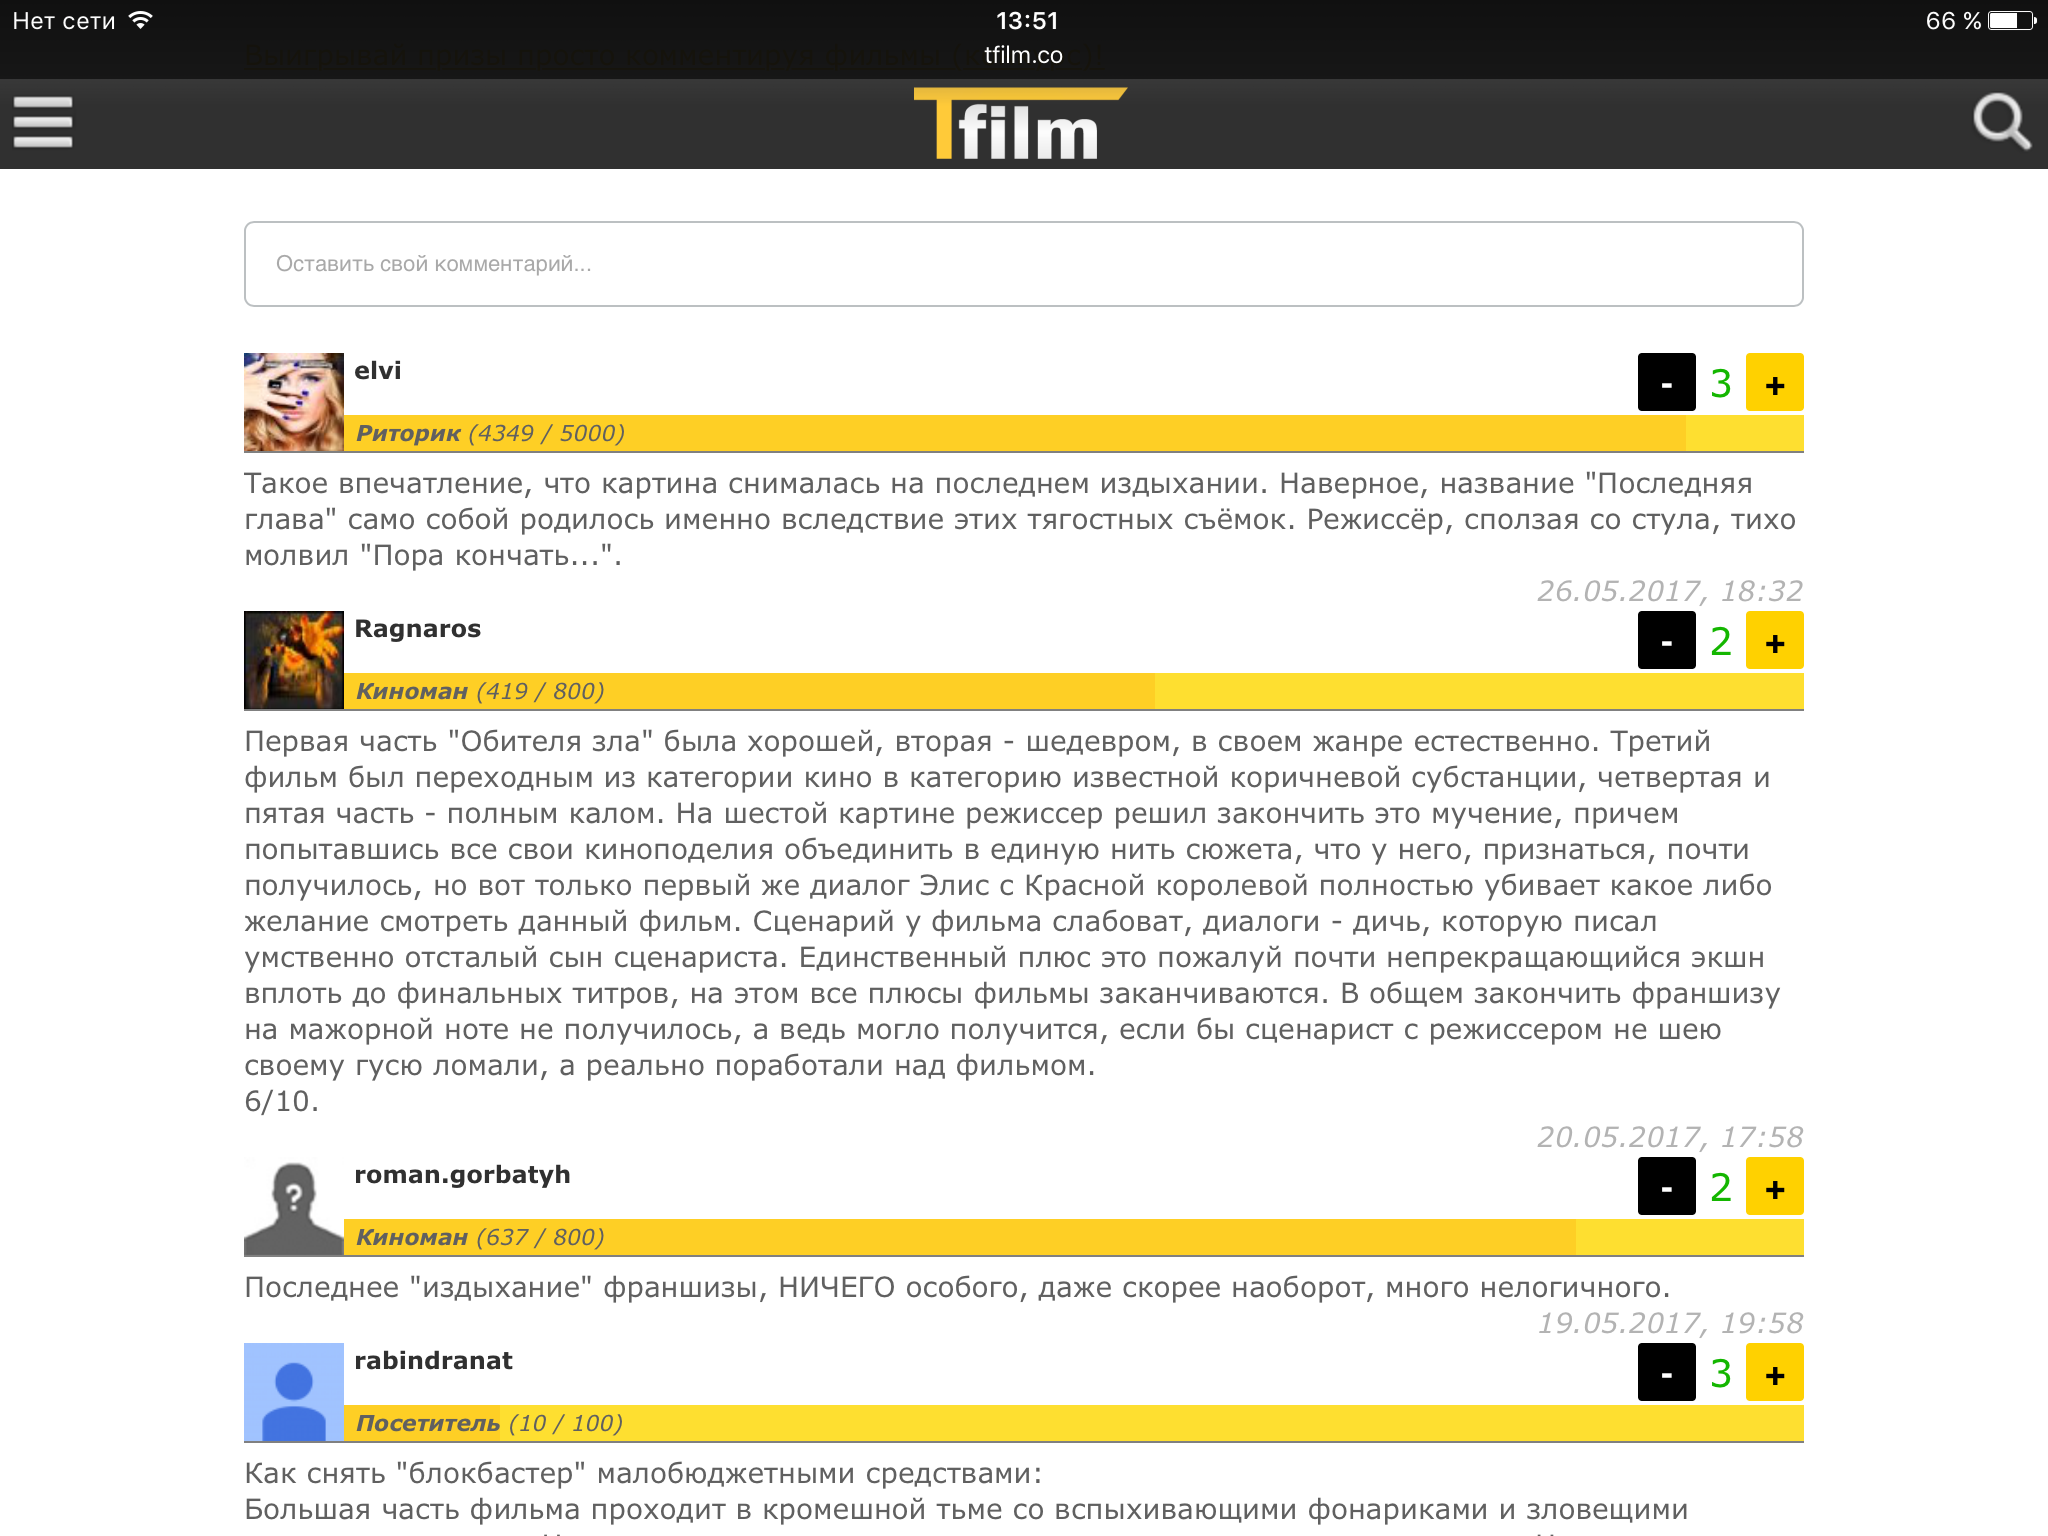 Нет сети 13:51 66 %
tfilm.co
Tfilm
Оставить свой комментарий...
elvi - 3 +
Риторик (4349 / 5000)
Такое впечатление, что картина снималась на последнем издыхании. Наверное, название "Последняя
глава" само собой родилось именно вследствие этих тягостных съёмок. Режиссёр, сползая со стула, тихо
молвил "Пора кончать...".
26.05.2017, 18:32
Ragnaros - 2 +
Киноман (419 / 800)
Первая часть "Обителя зла" была хорошей, вторая - шедевром, в своем жанре естественно. Третий
фильм был переходным из категории кино в категорию известной коричневой субстанции, четвертая и
пятая часть - полным калом. На шестой картине режиссер решил закончить это мучение, причем
попытавшись все свои киноподелия объединить в единую нить сюжета, что у него, признаться, почти
получилось, но вот только первый же диалог Элис с Красной королевой полностью убивает какое либо
желание смотреть данный фильм. Сценарий у фильма слабоват, диалоги - дичь, которую писал
умственно отсталый сын сценариста. Единственный плюс это пожалуй почти непрекращающийся экшн
вплоть до финальных титров, на этом все плюсы фильмы заканчиваются. В общем закончить франшизу
на мажорной ноте не получилось, а ведь могло получится, если бы сценарист с режиссером не шею
своему гусю ломали, а реально поработали над фильмом.
6/10.
20.05.2017, 17:58
roman.gorbatyh - 2 +
Киноман (637 / 800)
Последнее "издыхание" франшизы, НИЧЕГО особого, даже скорее наоборот, много нелогичного.
19.05.2017, 19:58
rabindranat - 3 +
Посетитель (10 / 100)
Как снять "блокбастер" малобюджетными средствами:
Большая часть фильма проходит в кромешной тьме со вспыхивающими фонариками и зловещими